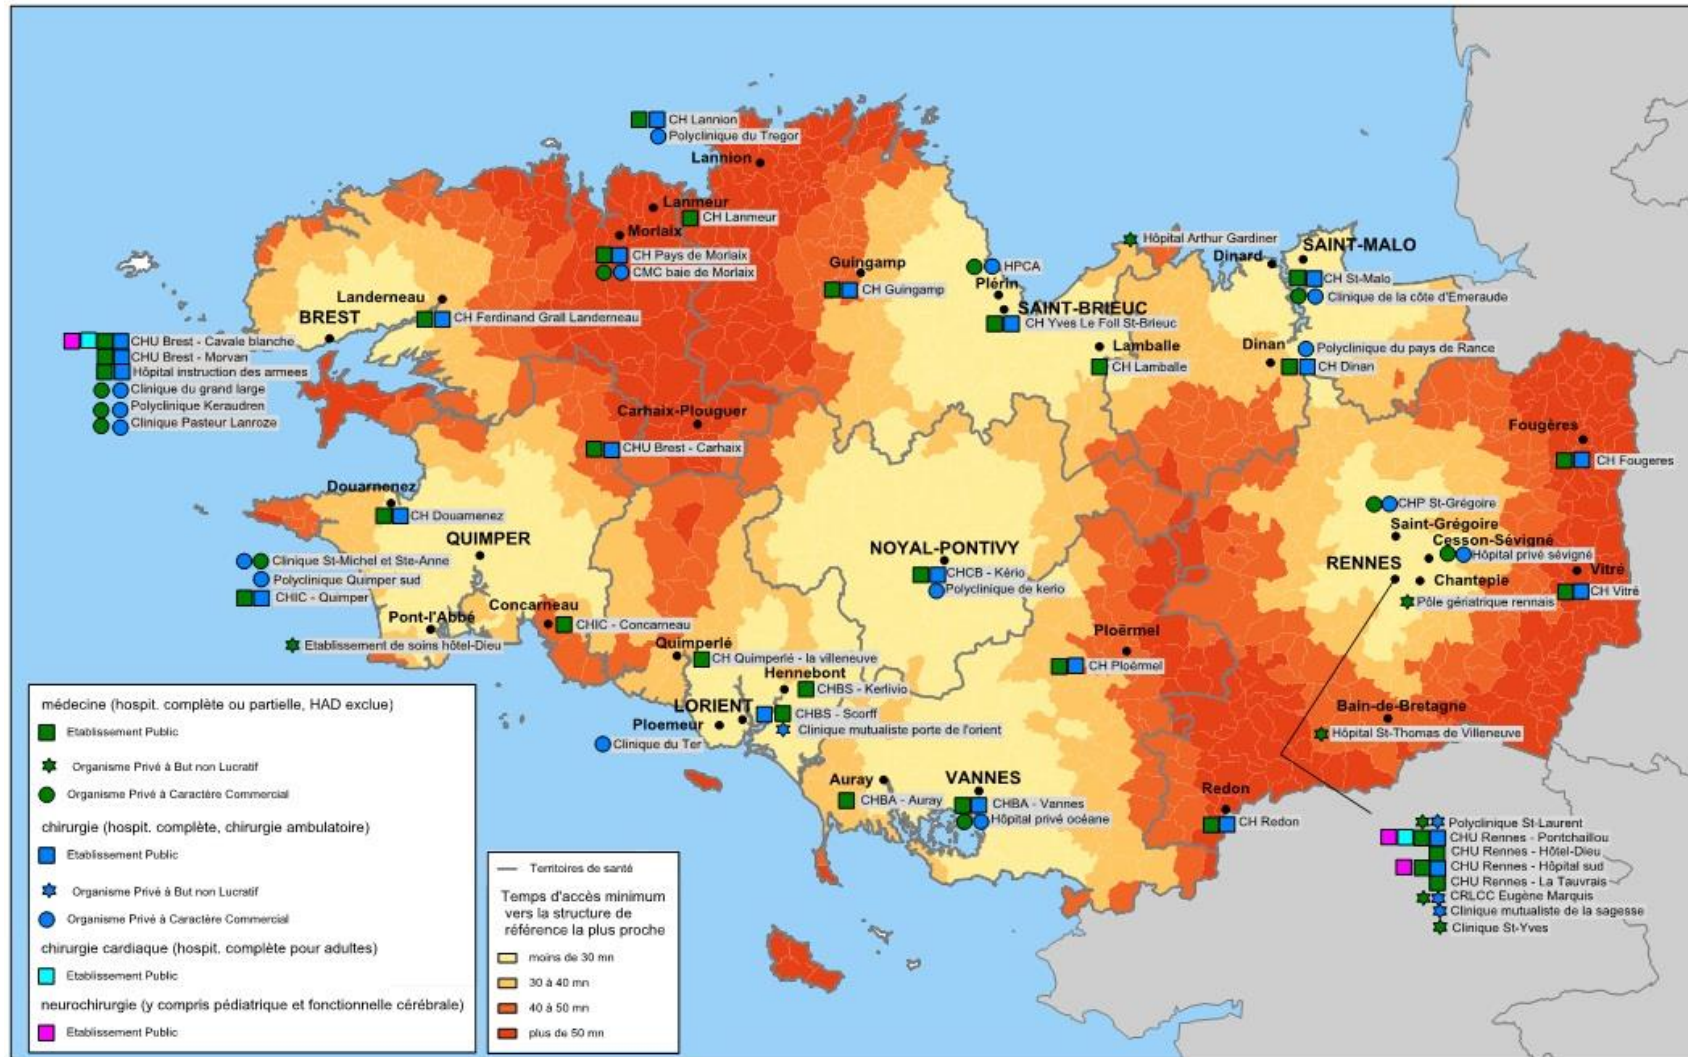 CH Lannion
Polyclinique du Tregor
Lannion
Lanmeur
CH Lanmeur
Morlaix
CH Pays de Morlaix
CMC baie de Morlaix
Guingamp
CH Guingamp
HPCA
Plérin
SAINT-BRIEUC
CH Yves Le Foll St-Brieuc
Lamballe
CH Lamballe
Hôpital Arthur Gardiner
Dinard
SAINT-MALO
CH St-Malo
Clinique de la côte d'Emeraude
Polyclinique du pays de Rance
Dinan
CH Dinan
Landerneau
CH Ferdinand Grall Landerneau
BREST
CHU Brest - Cavale blanche
CHU Brest - Morvan
Hôpital instruction des armees
Clinique du grand large
Polyclinique Keraudren
Clinique Pasteur Lanroze
Carhaix-Plouguer
CHU Brest - Carhaix
Fougères
CH Fougeres
Douarnenez
CH Douarnenez
QUIMPER
Clinique St-Michel et Ste-Anne
Polyclinique Quimper sud
CHIC - Quimper
NOYAL-PONTIVY
CHCB - Kério
Polyclinique de kerio
CHP St-Grégoire
Saint-Grégoire
Cesson-Sévigné
Hôpital privé sévigné
RENNES
Chantepie
Pôle gériatrique rennais
Vitré
CH Vitré
Pont-l'Abbé
Etablissement de soins hôtel-Dieu
Concarneau
CHIC - Concarneau
Quimperlé
CH Quimperlé - la villeneuve
Hennebont
CHBS - Kerlivio
LORIENT
CHBS - Scorff
Ploemeur
Clinique mutualiste porte de l'orient
Clinique du Ter
Ploërmel
CH Ploërmel
Bain-de-Bretagne
Hôpital St-Thomas de Villeneuve
Auray
CHBA - Auray
VANNES
CHBA - Vannes
Hôpital privé océane
Redon
CH Redon
Polyclinique St-Laurent
CHU Rennes - Pontchaillou
CHU Rennes - Hôtel-Dieu
CHU Rennes - Hôpital sud
CHU Rennes - La Tauvrais
CRLCC Eugène Marquis
Clinique mutualiste de la sagesse
Clinique St-Yves
médecine (hospit. complète ou partielle, HAD exclue)
Etablissement Public
Organisme Privé à But non Lucratif
Organisme Privé à Caractère Commercial
chirurgie (hospit. complète, chirurgie ambulatoire)
Etablissement Public
Organisme Privé à But non Lucratif
Organisme Privé à Caractère Commercial
chirurgie cardiaque (hospit. complète pour adultes)
Etablissement Public
neurochirurgie (y compris pédiatrique et fonctionnelle cérébrale)
Etablissement Public
Territoires de santé
Temps d'accès minimum
vers la structure de
référence la plus proche
moins de 30 mn
30 à 40 mn
40 à 50 mn
plus de 50 mn